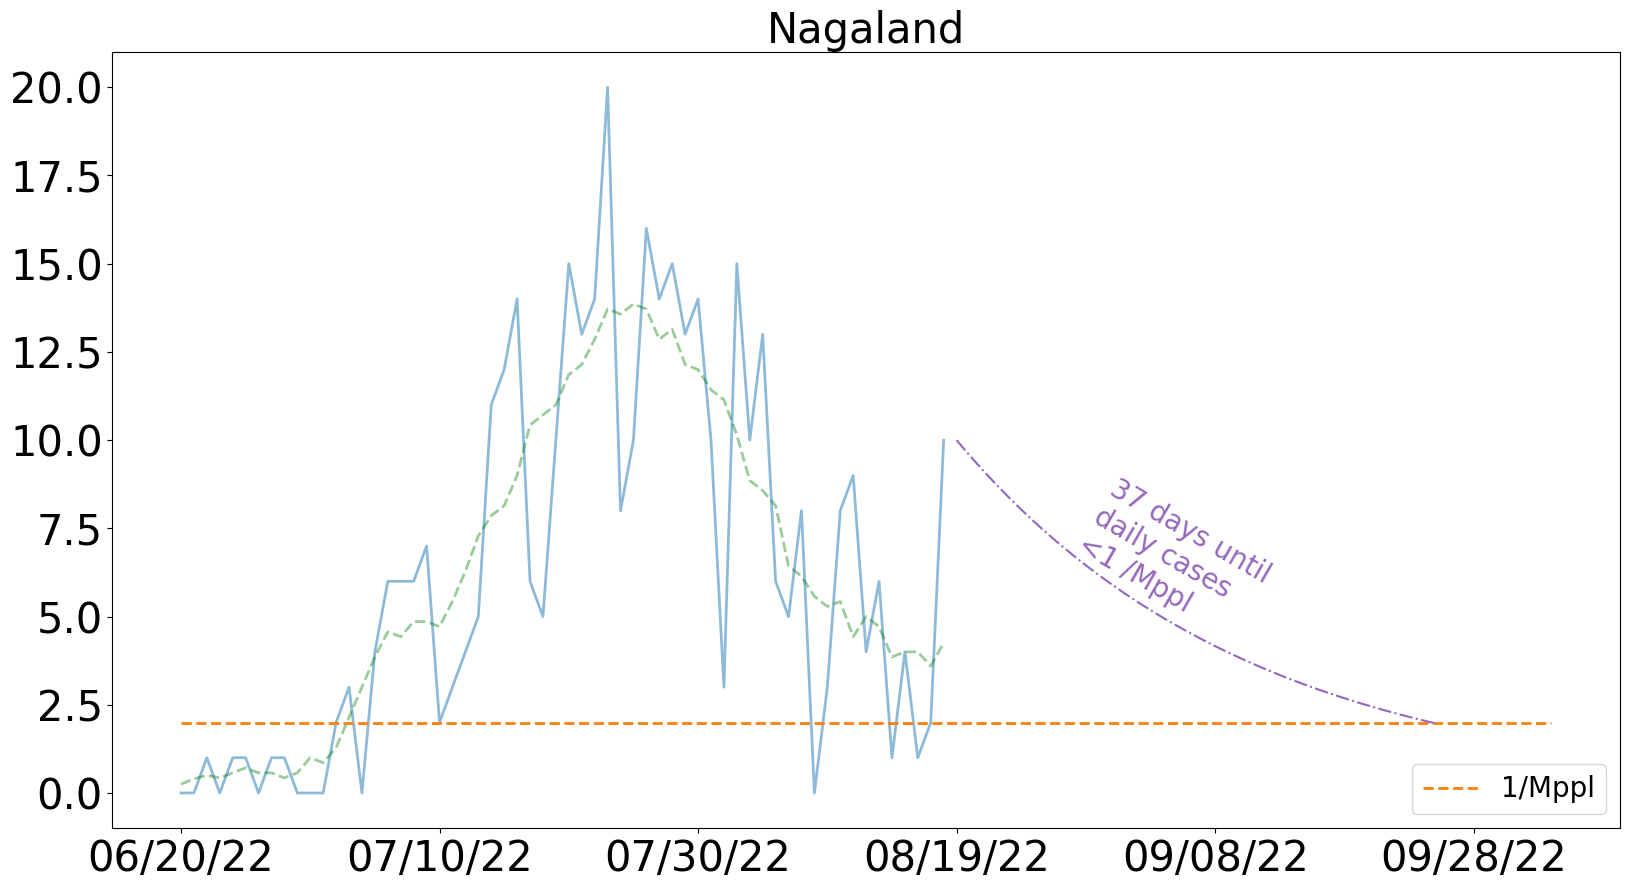 Nagaland
20.0
17.5
15.0
12.5
10.0
7.5
5.0
2.5
0.0
37 days until
daily cases
<1 /Mppl
1/Mppl
06/20/22 07/10/22 07/30/22 08/19/22 09/08/22 09/28/22